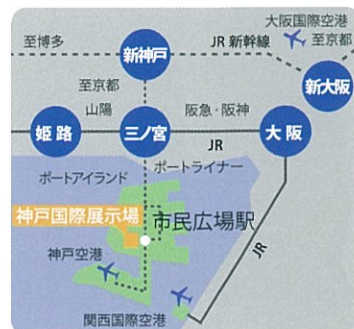 大阪国際空港
至博多
新神戸
JR 新幹線
至京都
至京都
新大阪
山陽
阪急・阪神
姫路
三ノ宮
JR
大阪
ポートアイランド
ポートライナー
神戸国際展示場
市民広場駅
JR
神戸空港
関西国際空港